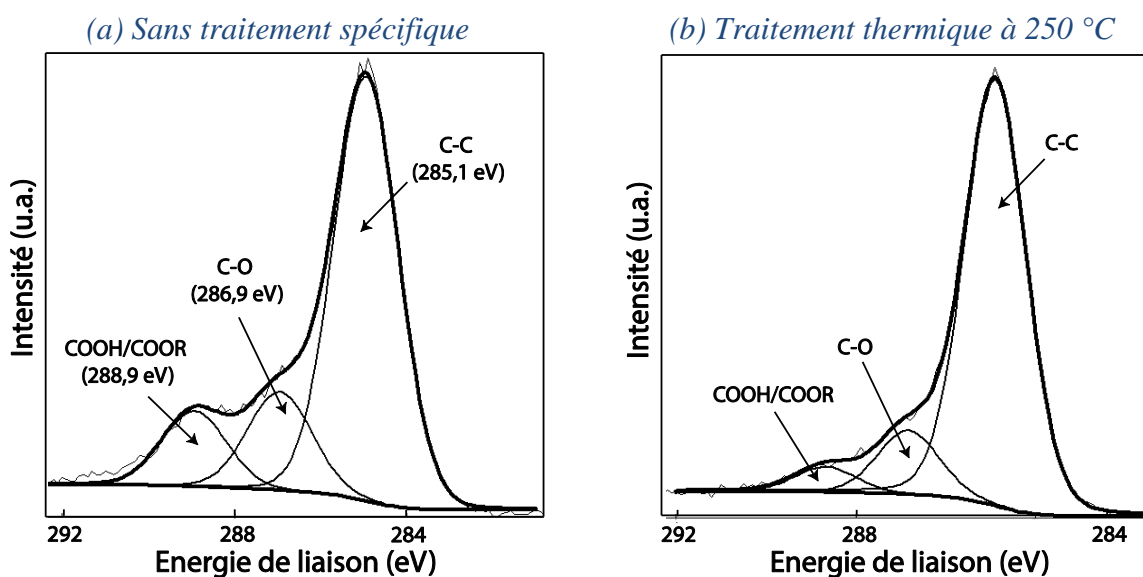 (a) Sans traitement spécifique
Intensité (u.a.)
C-C
(285,1 eV)
C-O
(286,9 eV)
COOH/COOR
(288,9 eV)
292
288
284
Energie de liaison (eV)
(b) Traitement thermique à 250 °C
Intensité (u.a.)
C-C
C-O
COOH/COOR
292
288
284
Energie de liaison (eV)